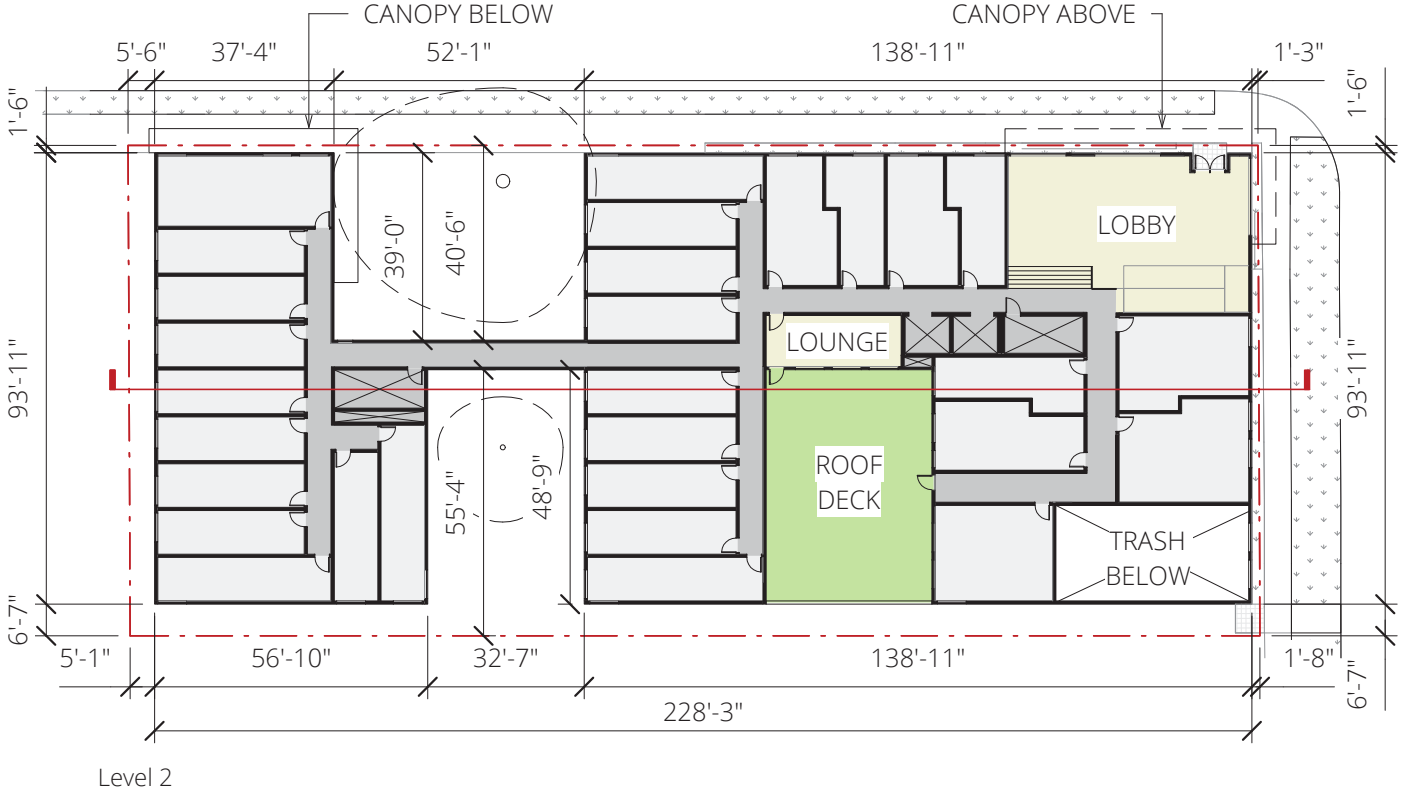 CANOPY BELOW
CANOPY ABOVE
5'-6"
37'-4"
52'-1"
138'-11"
1'-3"
1'-6"
1'-6"
39'-0"
40'-6"
LOBBY
LOUNGE
93'-11"
93'-11"
ROOF
DECK
55'-4"
48'-9"
TRASH
BELOW
6'-7"
6'-7"
5'-1"
56'-10"
32'-7"
138'-11"
1'-8"
228'-3"
Level 2